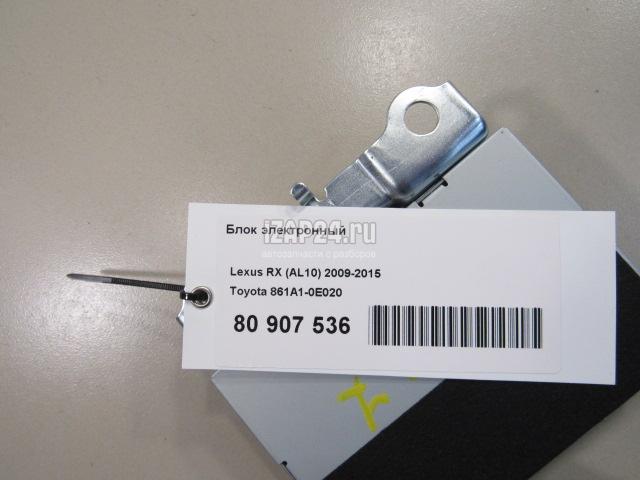 Блок электронный
iZAP24.ru
автозапчасти с разборов
Lexus RX (AL10) 2009-2015
Toyota 861A1-0E020
80 907 536